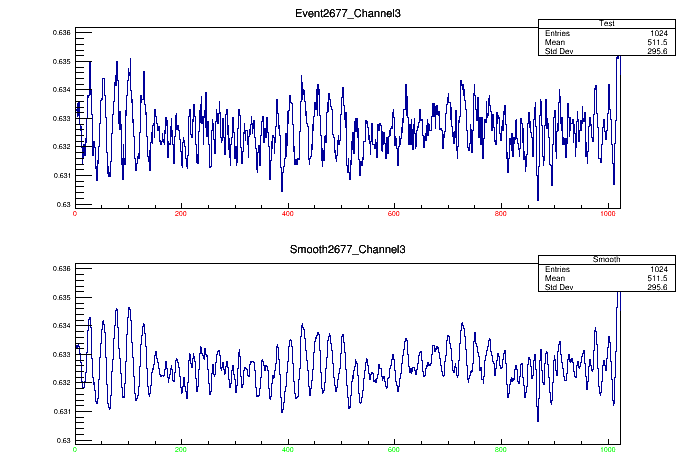 Event2677_Channel3
Test
Entries 1024
Mean 511.5
Std Dev 295.6
0.636
0.635
0.634
0.633
0.632
0.631
0.63
0 200 400 600 800 1000
Smooth2677_Channel3
Smooth
Entries 1024
Mean 511.5
Std Dev 295.6
0.636
0.635
0.634
0.633
0.632
0.631
0.63
0 200 400 600 800 1000